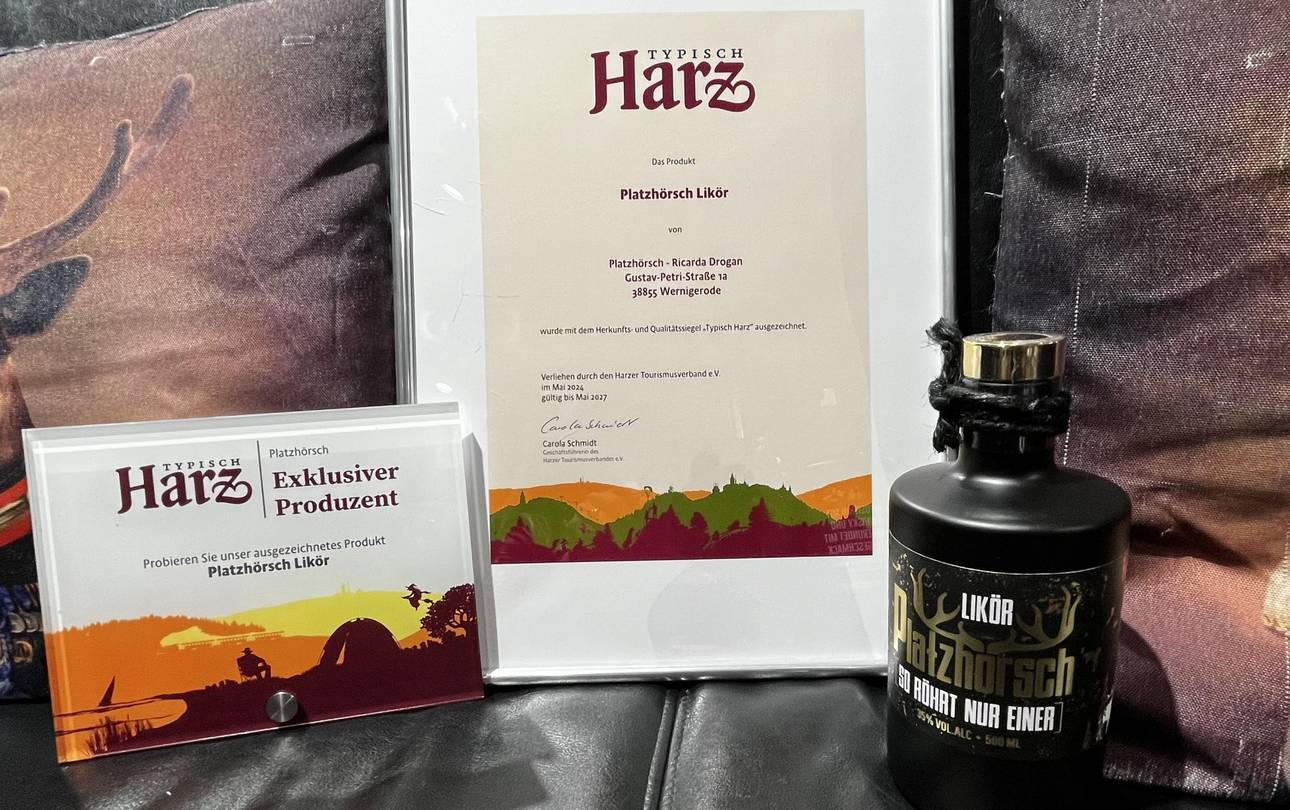 TYPISCH
Harz
Das Produkt
Platzhörsch Likör
von
Platzhörsch - Ricarda Drogan
Gustav-Petri-Straße 1a
38855 Wernigerode
wurde mit dem Herkunfts- und Qualitätssiegel „Typisch Harz“ ausgezeichnet.
Verliehen durch den Harzer Tourismusverband e.V.
im Mai 2024
gültig bis Mai 2027
Carola Schmidt
Carola Schmidt
Geschäftsführerin des
Harzer Tourismusverbandes e.V.
TYPISCH
Harz
Platzhörsch
Exklusiver
Produzent
Probieren Sie unser ausgezeichnetes Produkt
Platzhörsch Likör
LIKÖR
Platzhörsch
SO RÖHRT NUR EINER
35% VOL.ALC - 500 ML